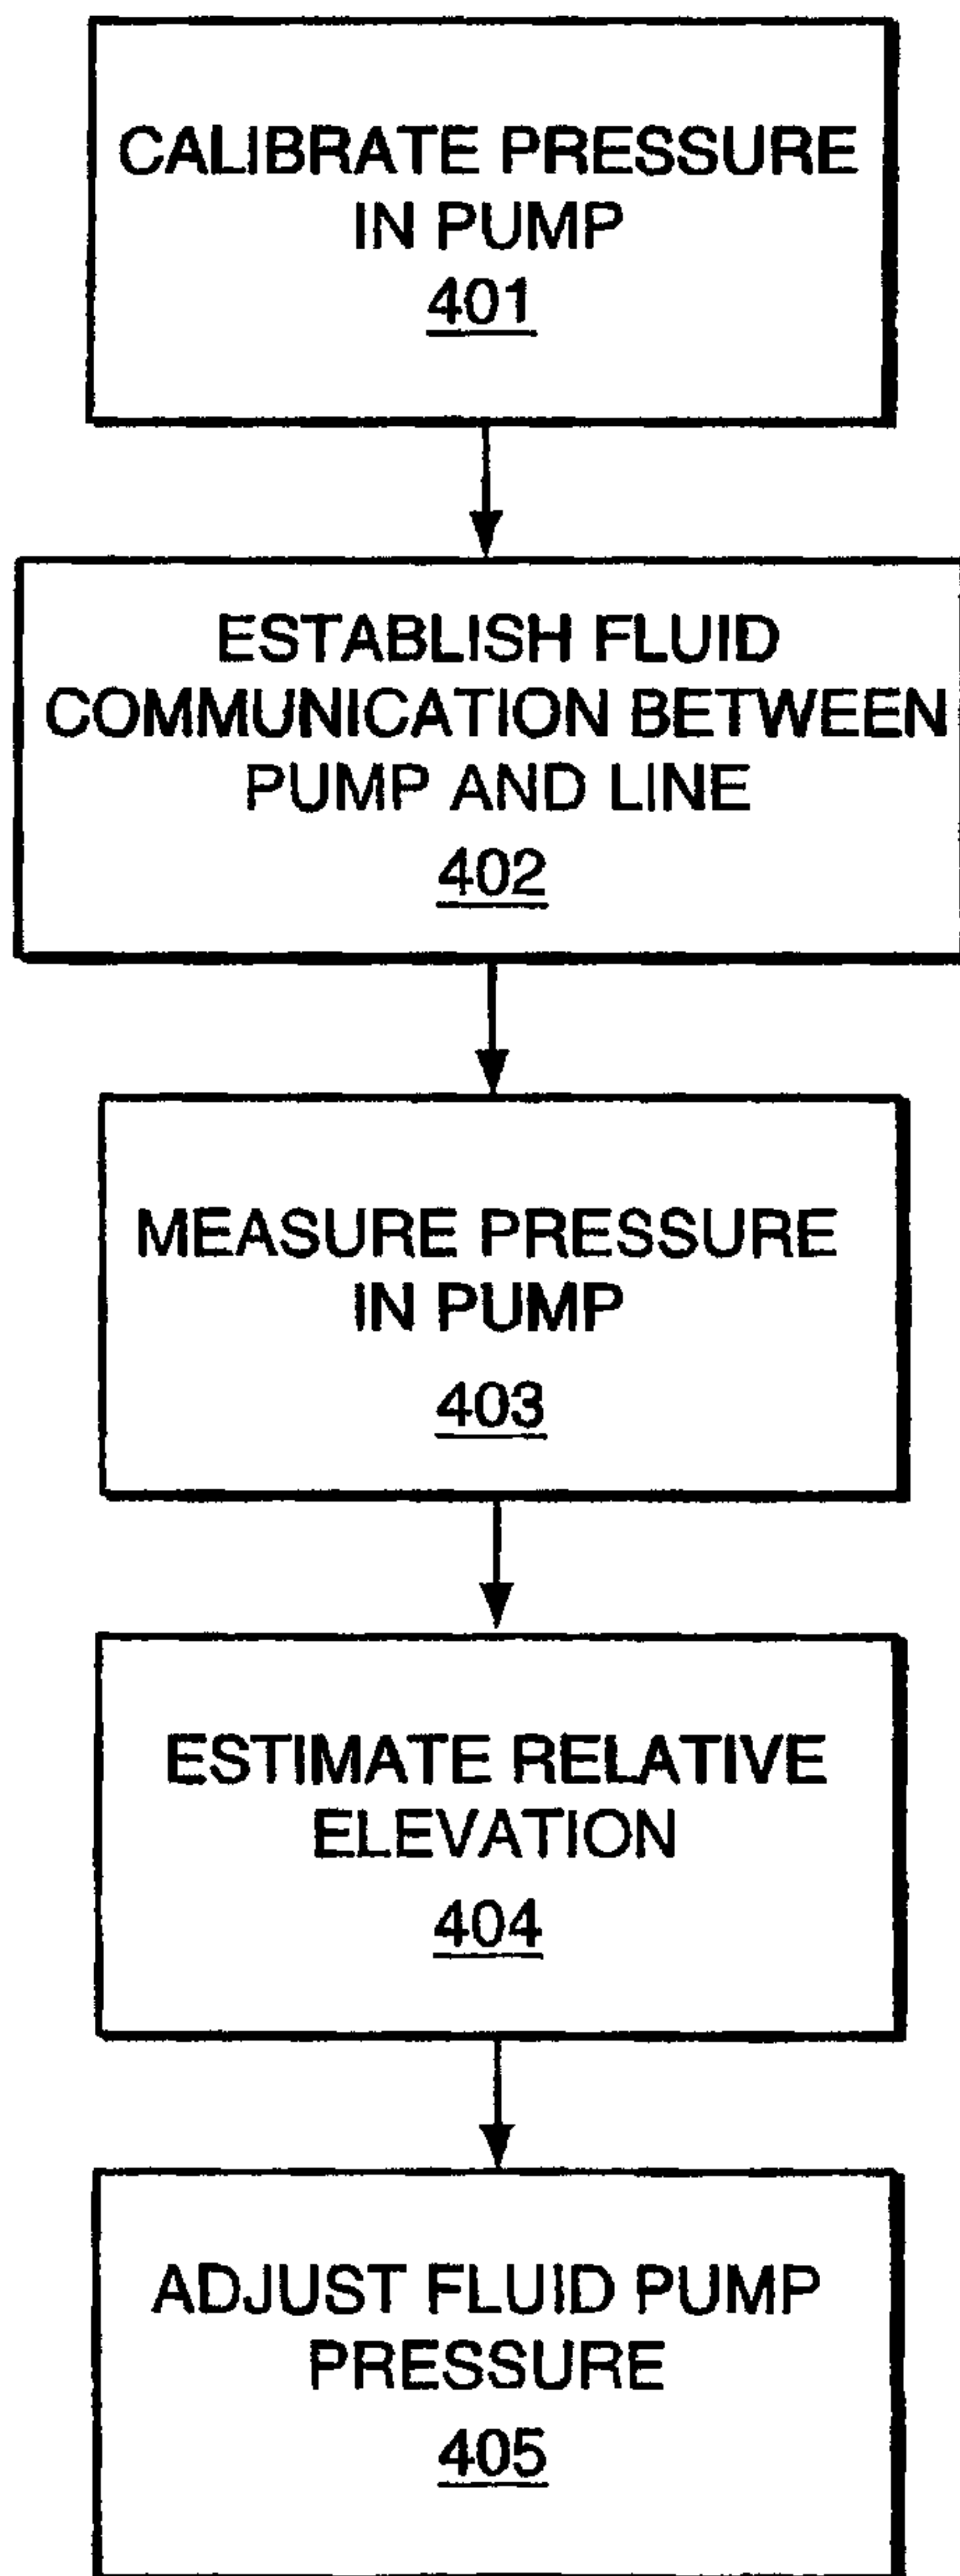 CALIBRATE PRESSURE
IN PUMP
401
ESTABLISH FLUID
COMMUNICATION BETWEEN
PUMP AND LINE
402
MEASURE PRESSURE
IN PUMP
403
ESTIMATE RELATIVE
ELEVATION
404
ADJUST FLUID PUMP
PRESSURE
405